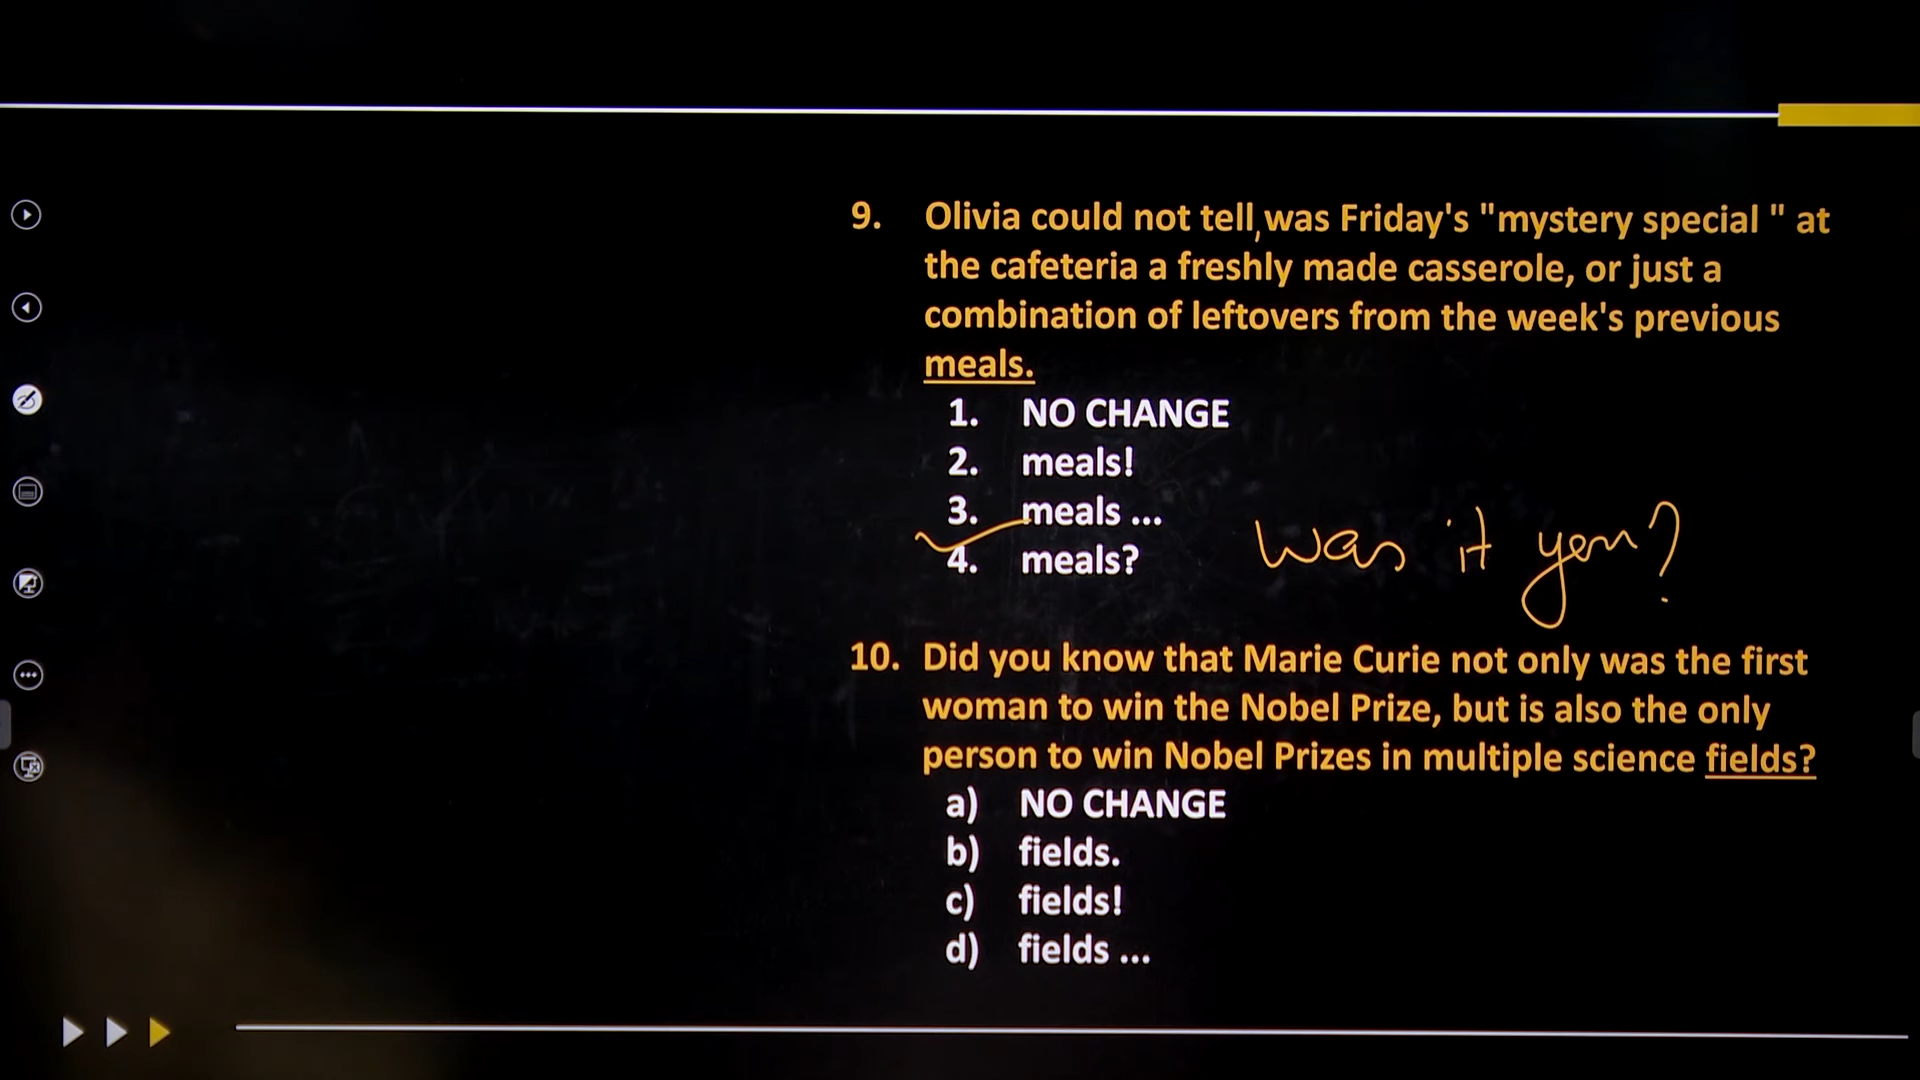 9. Olivia could not tell,was Friday's "mystery special " at
the cafeteria a freshly made casserole, or just a
combination of leftovers from the week's previous
meals.
1. NO CHANGE
2. meals!
3. meals ...
4. meals?
was it you?
10. Did you know that Marie Curie not only was the first
woman to win the Nobel Prize, but is also the only
person to win Nobel Prizes in multiple science fields?
a) NO CHANGE
b) fields.
c) fields!
d) fields ...